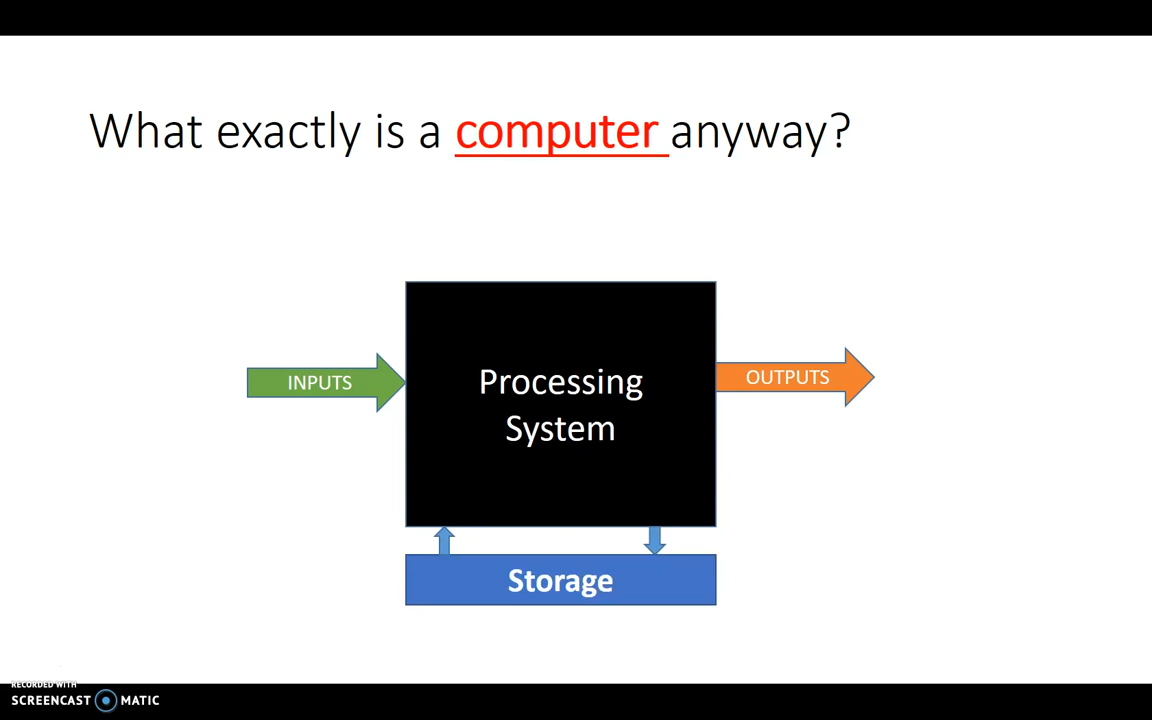 What exactly is a computer anyway?
INPUTS
Processing
System
OUTPUTS
Storage
RECORDED WITH
SCREENCAST MATIC